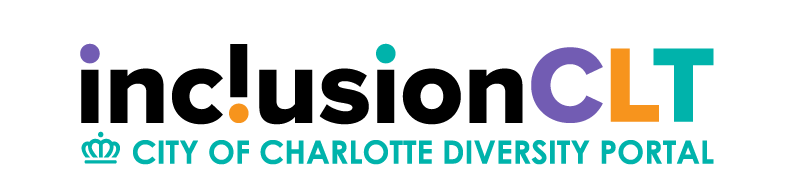 inc!usionCLT
CITY OF CHARLOTTE DIVERSITY PORTAL